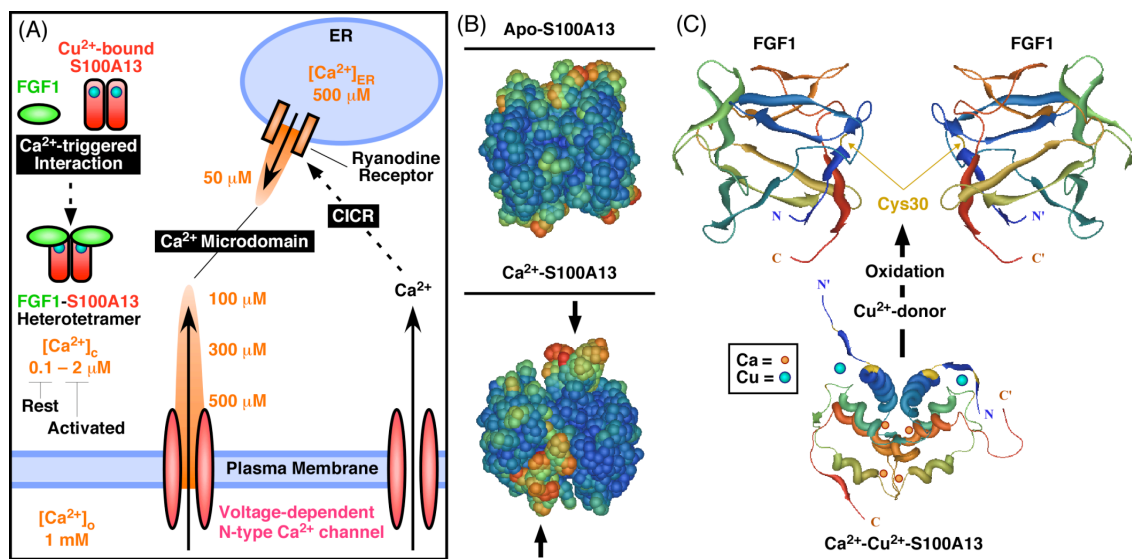 (A)
Cu²⁺-bound
S100A13
FGF1
Ca²⁺-triggered
Interaction
FGF1-S100A13
Heterotetramer
[Ca²⁺]c
0.1 – 2 μM
Rest
Activated
ER
[Ca²⁺]ER
500 μM
50 μM
Ryanodine
Receptor
CICR
Ca²⁺ Microdomain
Ca²⁺
100 μM
300 μM
500 μM
Plasma Membrane
[Ca²⁺]o
1 mM
Voltage-dependent
N-type Ca²⁺ channel
(B)
Apo-S100A13
Ca²⁺-S100A13
(C)
FGF1
FGF1
Cys30
N
N'
C
C
Oxidation
Cu²⁺-donor
N'
Ca =
Cu =
C'
N
C
Ca²⁺-Cu²⁺-S100A13